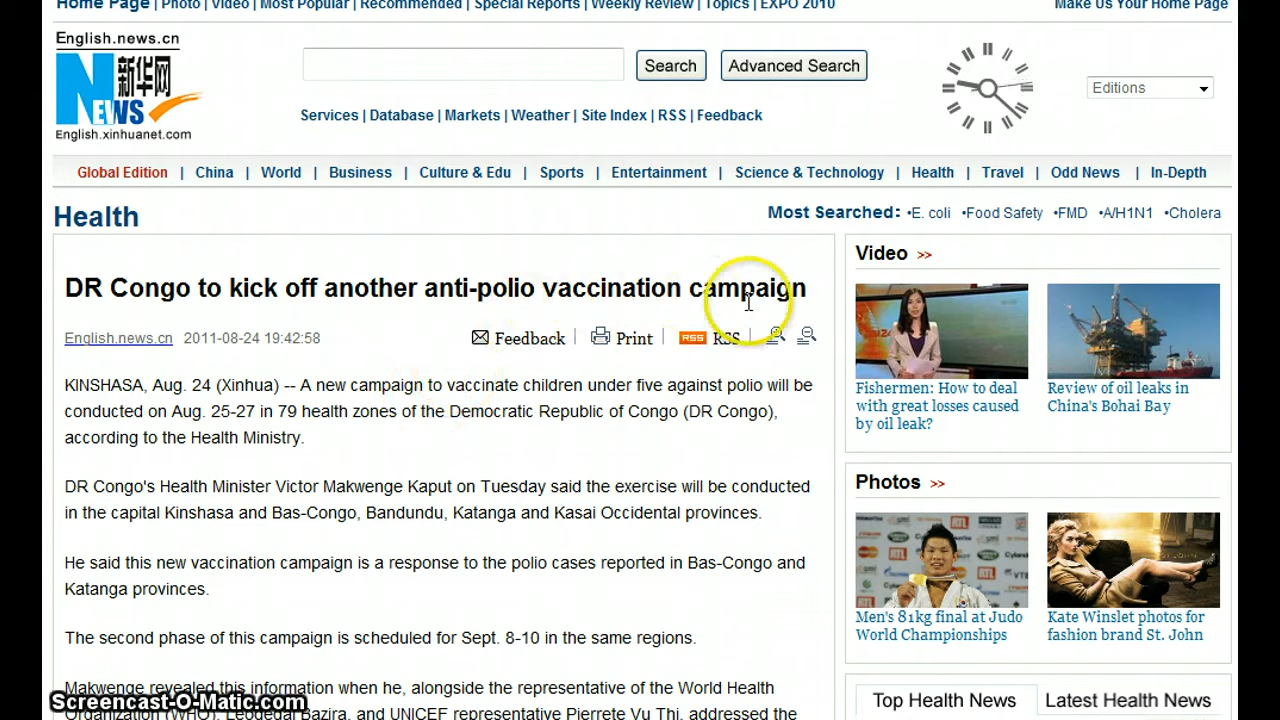 Home Page | Photo | Video | Most Popular | Recommended | Special Reports | Weekly Review | Topics | EXPO 2010
Make Us Your Home Page
English.news.cn
新华网
NEWS
English.xinhuanet.com
Search
Advanced Search
Editions
Services | Database | Markets | Weather | Site Index | RSS | Feedback
Global Edition | China | World | Business | Culture & Edu | Sports | Entertainment | Science & Technology | Health | Travel | Odd News | In-Depth
Health
Most Searched: •E. coli •Food Safety •FMD •A/H1N1 •Cholera
DR Congo to kick off another anti-polio vaccination campaign
English.news.cn 2011-08-24 19:42:58
Feedback | Print | RSS RSS |
KINSHASA, Aug. 24 (Xinhua) -- A new campaign to vaccinate children under five against polio will be
conducted on Aug. 25-27 in 79 health zones of the Democratic Republic of Congo (DR Congo),
according to the Health Ministry.
DR Congo's Health Minister Victor Makwenge Kaput on Tuesday said the exercise will be conducted
in the capital Kinshasa and Bas-Congo, Bandundu, Katanga and Kasai Occidental provinces.
He said this new vaccination campaign is a response to the polio cases reported in Bas-Congo and
Katanga provinces.
The second phase of this campaign is scheduled for Sept. 8-10 in the same regions.
Makwenge revealed this information when he, alongside the representative of the World Health
Organization (WHO), Leodegal Bazira, and UNICEF representative Pierrete Vu Thi, addressed the
Video >>
Fishermen: How to deal
with great losses caused
by oil leak?
Review of oil leaks in
China's Bohai Bay
Photos >>
RTL
ST. JOHN
Men's 81kg final at Judo
World Championships
Kate Winslet photos for
fashion brand St. John
Top Health News
Latest Health News
Screencast-O-Matic.com